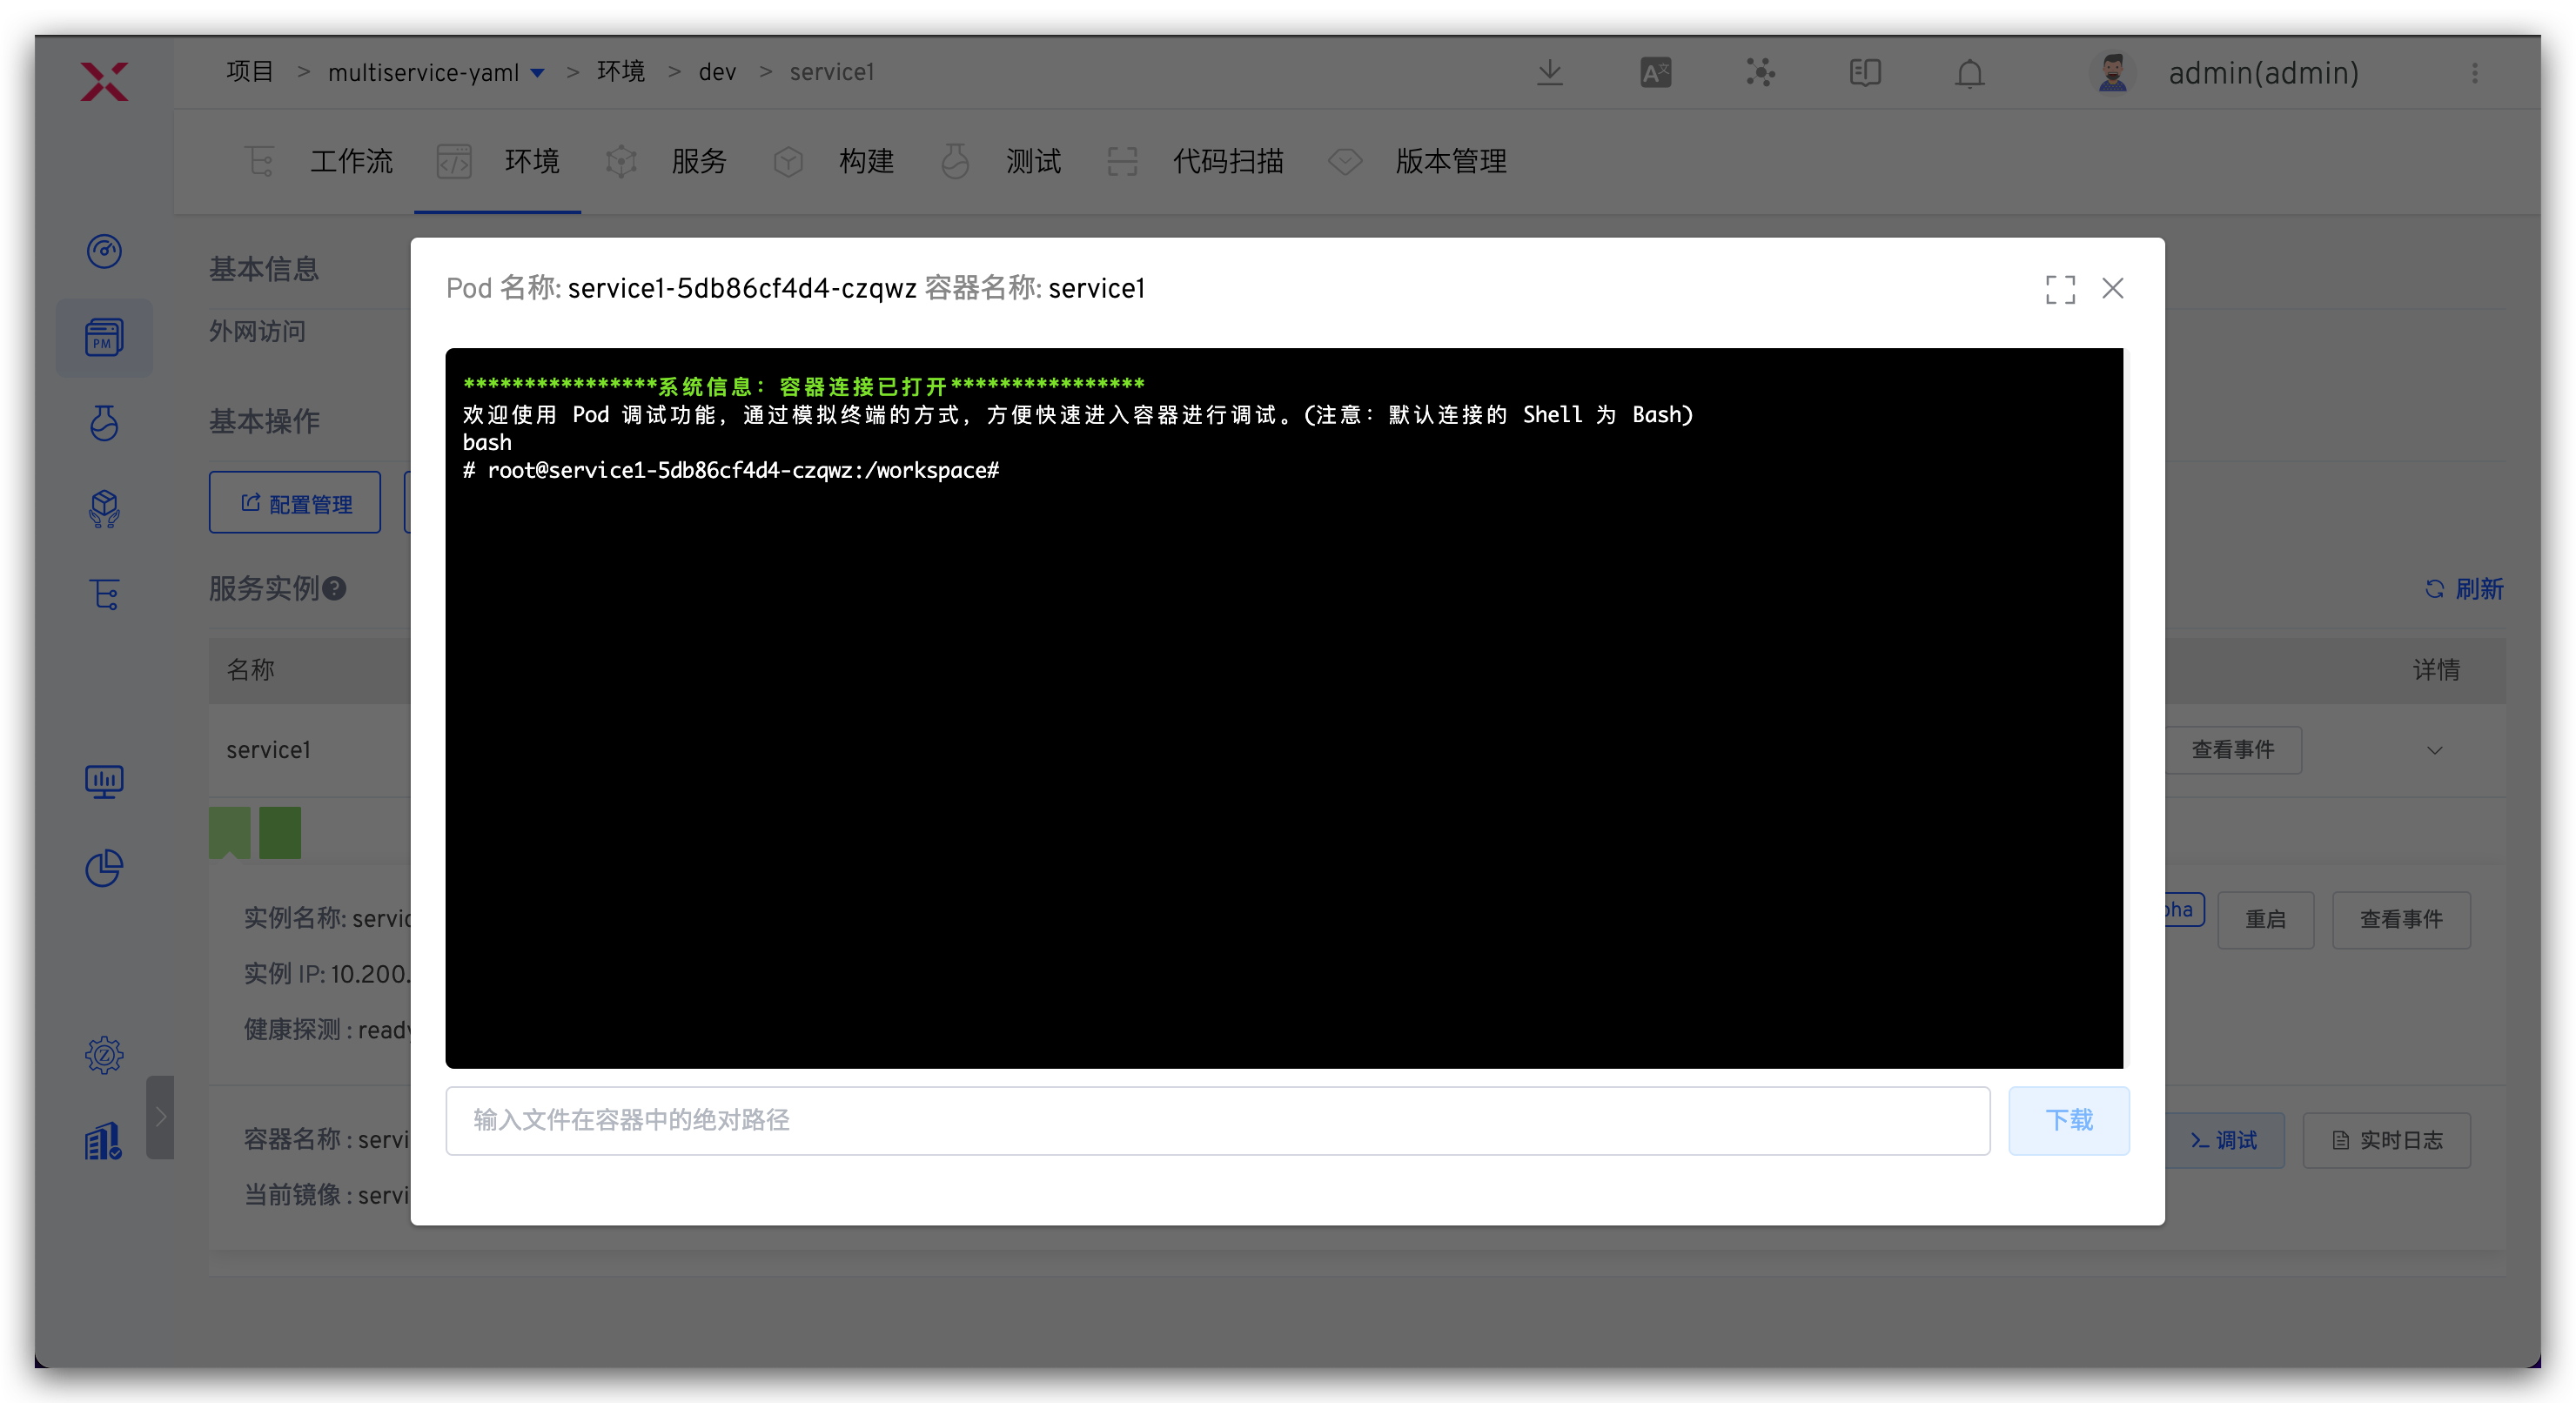 项目 > multiservice-yaml > 环境 > dev > service1
admin(admin)
工作流 环境 服务 构建 测试 代码扫描 版本管理
基本信息
外网访问
基本操作
配置管理
服务实例
刷新
名称 详情
service1 查看事件
实例名称: servic
重启 查看事件
实例 IP: 10.200.
健康探测 : ready
容器名称 : servi
调试 实时日志
当前镜像 : servi
Pod 名称: service1-5db86cf4d4-czqwz 容器名称: service1
****************系统信息: 容器连接已打开****************
欢迎使用 Pod 调试功能, 通过模拟终端的方式, 方便快速进入容器进行调试。(注意: 默认连接的 Shell 为 Bash)
bash
# root@service1-5db86cf4d4-czqwz:/workspace#
输入文件在容器中的绝对路径
下载
PM